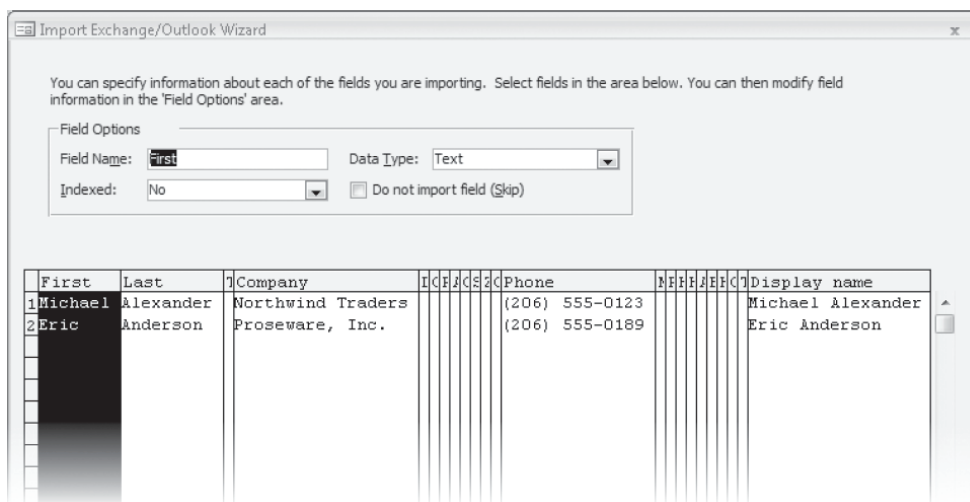 Import Exchange/Outlook Wizard
You can specify information about each of the fields you are importing. Select fields in the area below. You can then modify field
information in the 'Field Options' area.
Field Options
Field Name: First Data Type: Text
Indexed: No Do not import field (Skip)
First Last Company Phone Display name
1 Michael Alexander Northwind Traders (206) 555-0123 Michael Alexander
2 Eric Anderson Proseware, Inc. (206) 555-0189 Eric Anderson